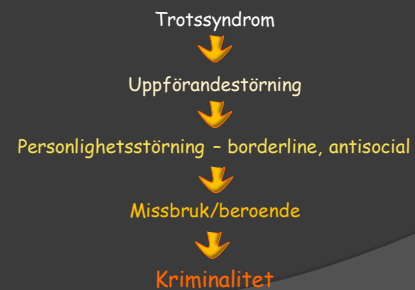 Trotssyndrom
Uppförandestörning
Personlighetsstörning – borderline, antisocial
Missbruk/beroende
Kriminalitet